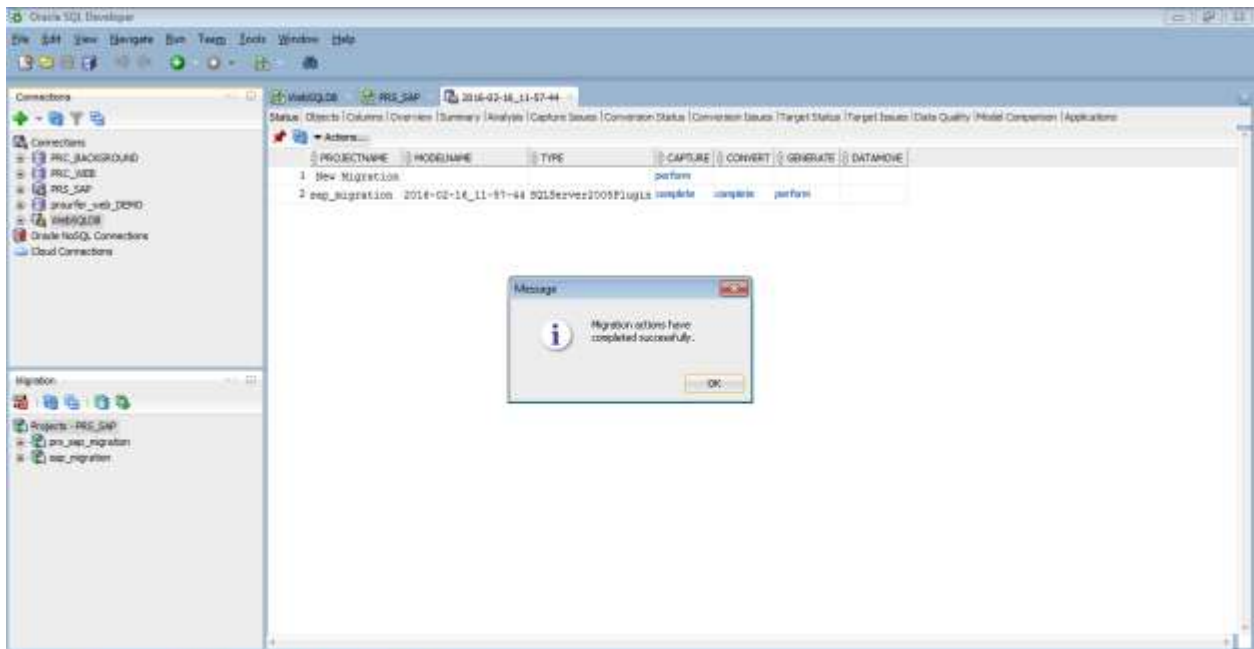 Oracle SQL Developer
File Edit View Navigate Run Team Tools Window Help
Connections
WebSQLDB PRS_SAP 2016-02-16_11-57-44
Status Objects Columns Overview Summary Analysis Capture Issues Conversion Status Conversion Issues Target Status Target Issues Data Quality Model Comparison Applications
Actions...
Connections
PRC_BACKGROUND
PRC_WEB
PRS_SAP
WebSQLDB
Oracle NoSQL Connections
Cloud Connections
PROJECTNAME MODELNAME TYPE CAPTURE CONVERT GENERATE DATAMOVE
1 New Migration perform
2 sap_migration 2016-02-16_11-57-44 SQLServer2005Plugin complete complete perform
Message
Migration actions have
completed successfully.
OK
Migration
Projects - PRS_SAP
prs_sap_migration
sap_migration